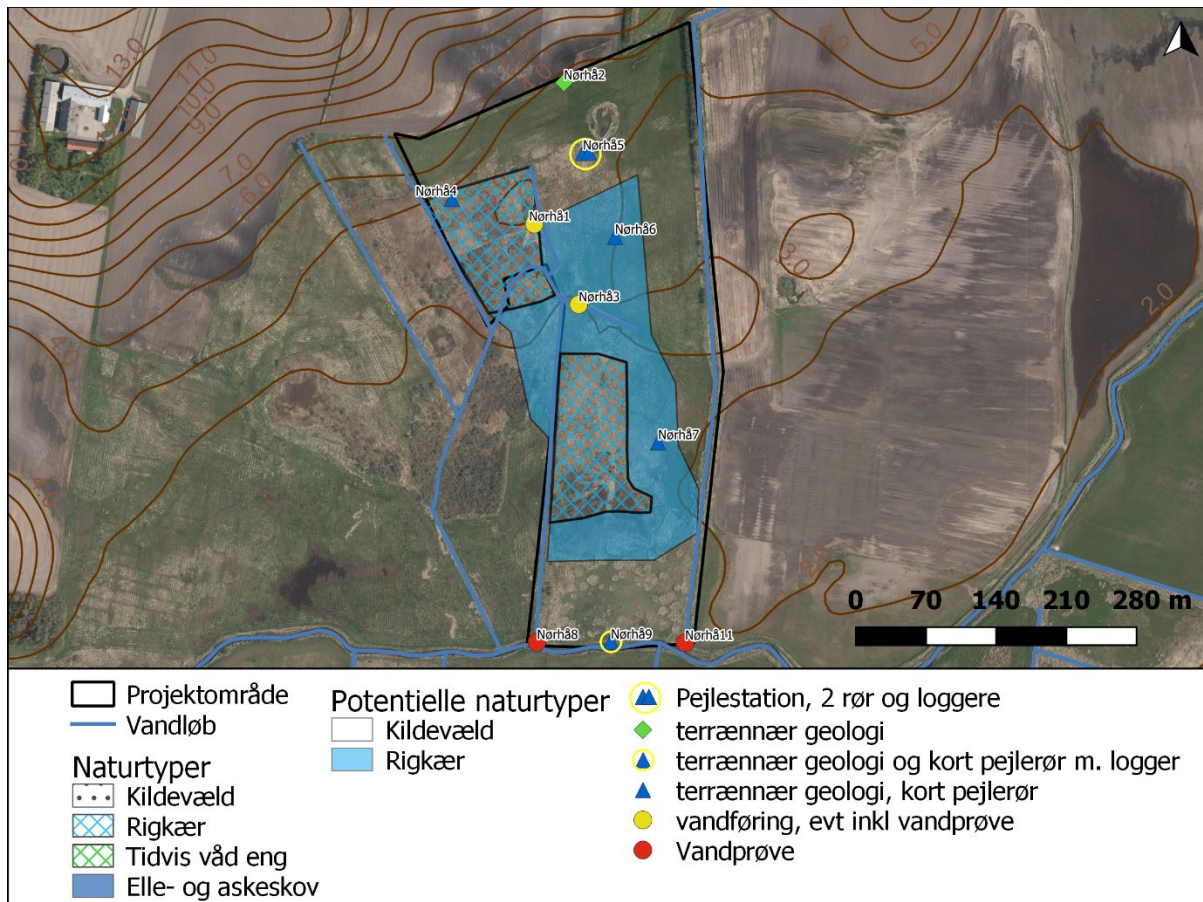 13.0
11.0
10.0
9.0
7.0
6.0
5.0
Nørhå2
Nørhå5
Nørhå4
Nørhå1
Nørhå6
3.0
2.0
Nørhå3
4.0
Nørhå7
0 70 140 210 280 m
Nørhå8 Nørhå9 Nørhå11
Projektområde
Vandløb
Naturtyper
Kildevæld
Rigkær
Tidvis våd eng
Elle- og askeskov
Potentielle naturtyper
Kildevæld
Rigkær
Pejlestation, 2 rør og loggere
terrænnær geologi
terrænnær geologi og kort pejlerør m. logger
terrænnær geologi, kort pejlerør
vandføring, evt inkl vandprøve
Vandprøve